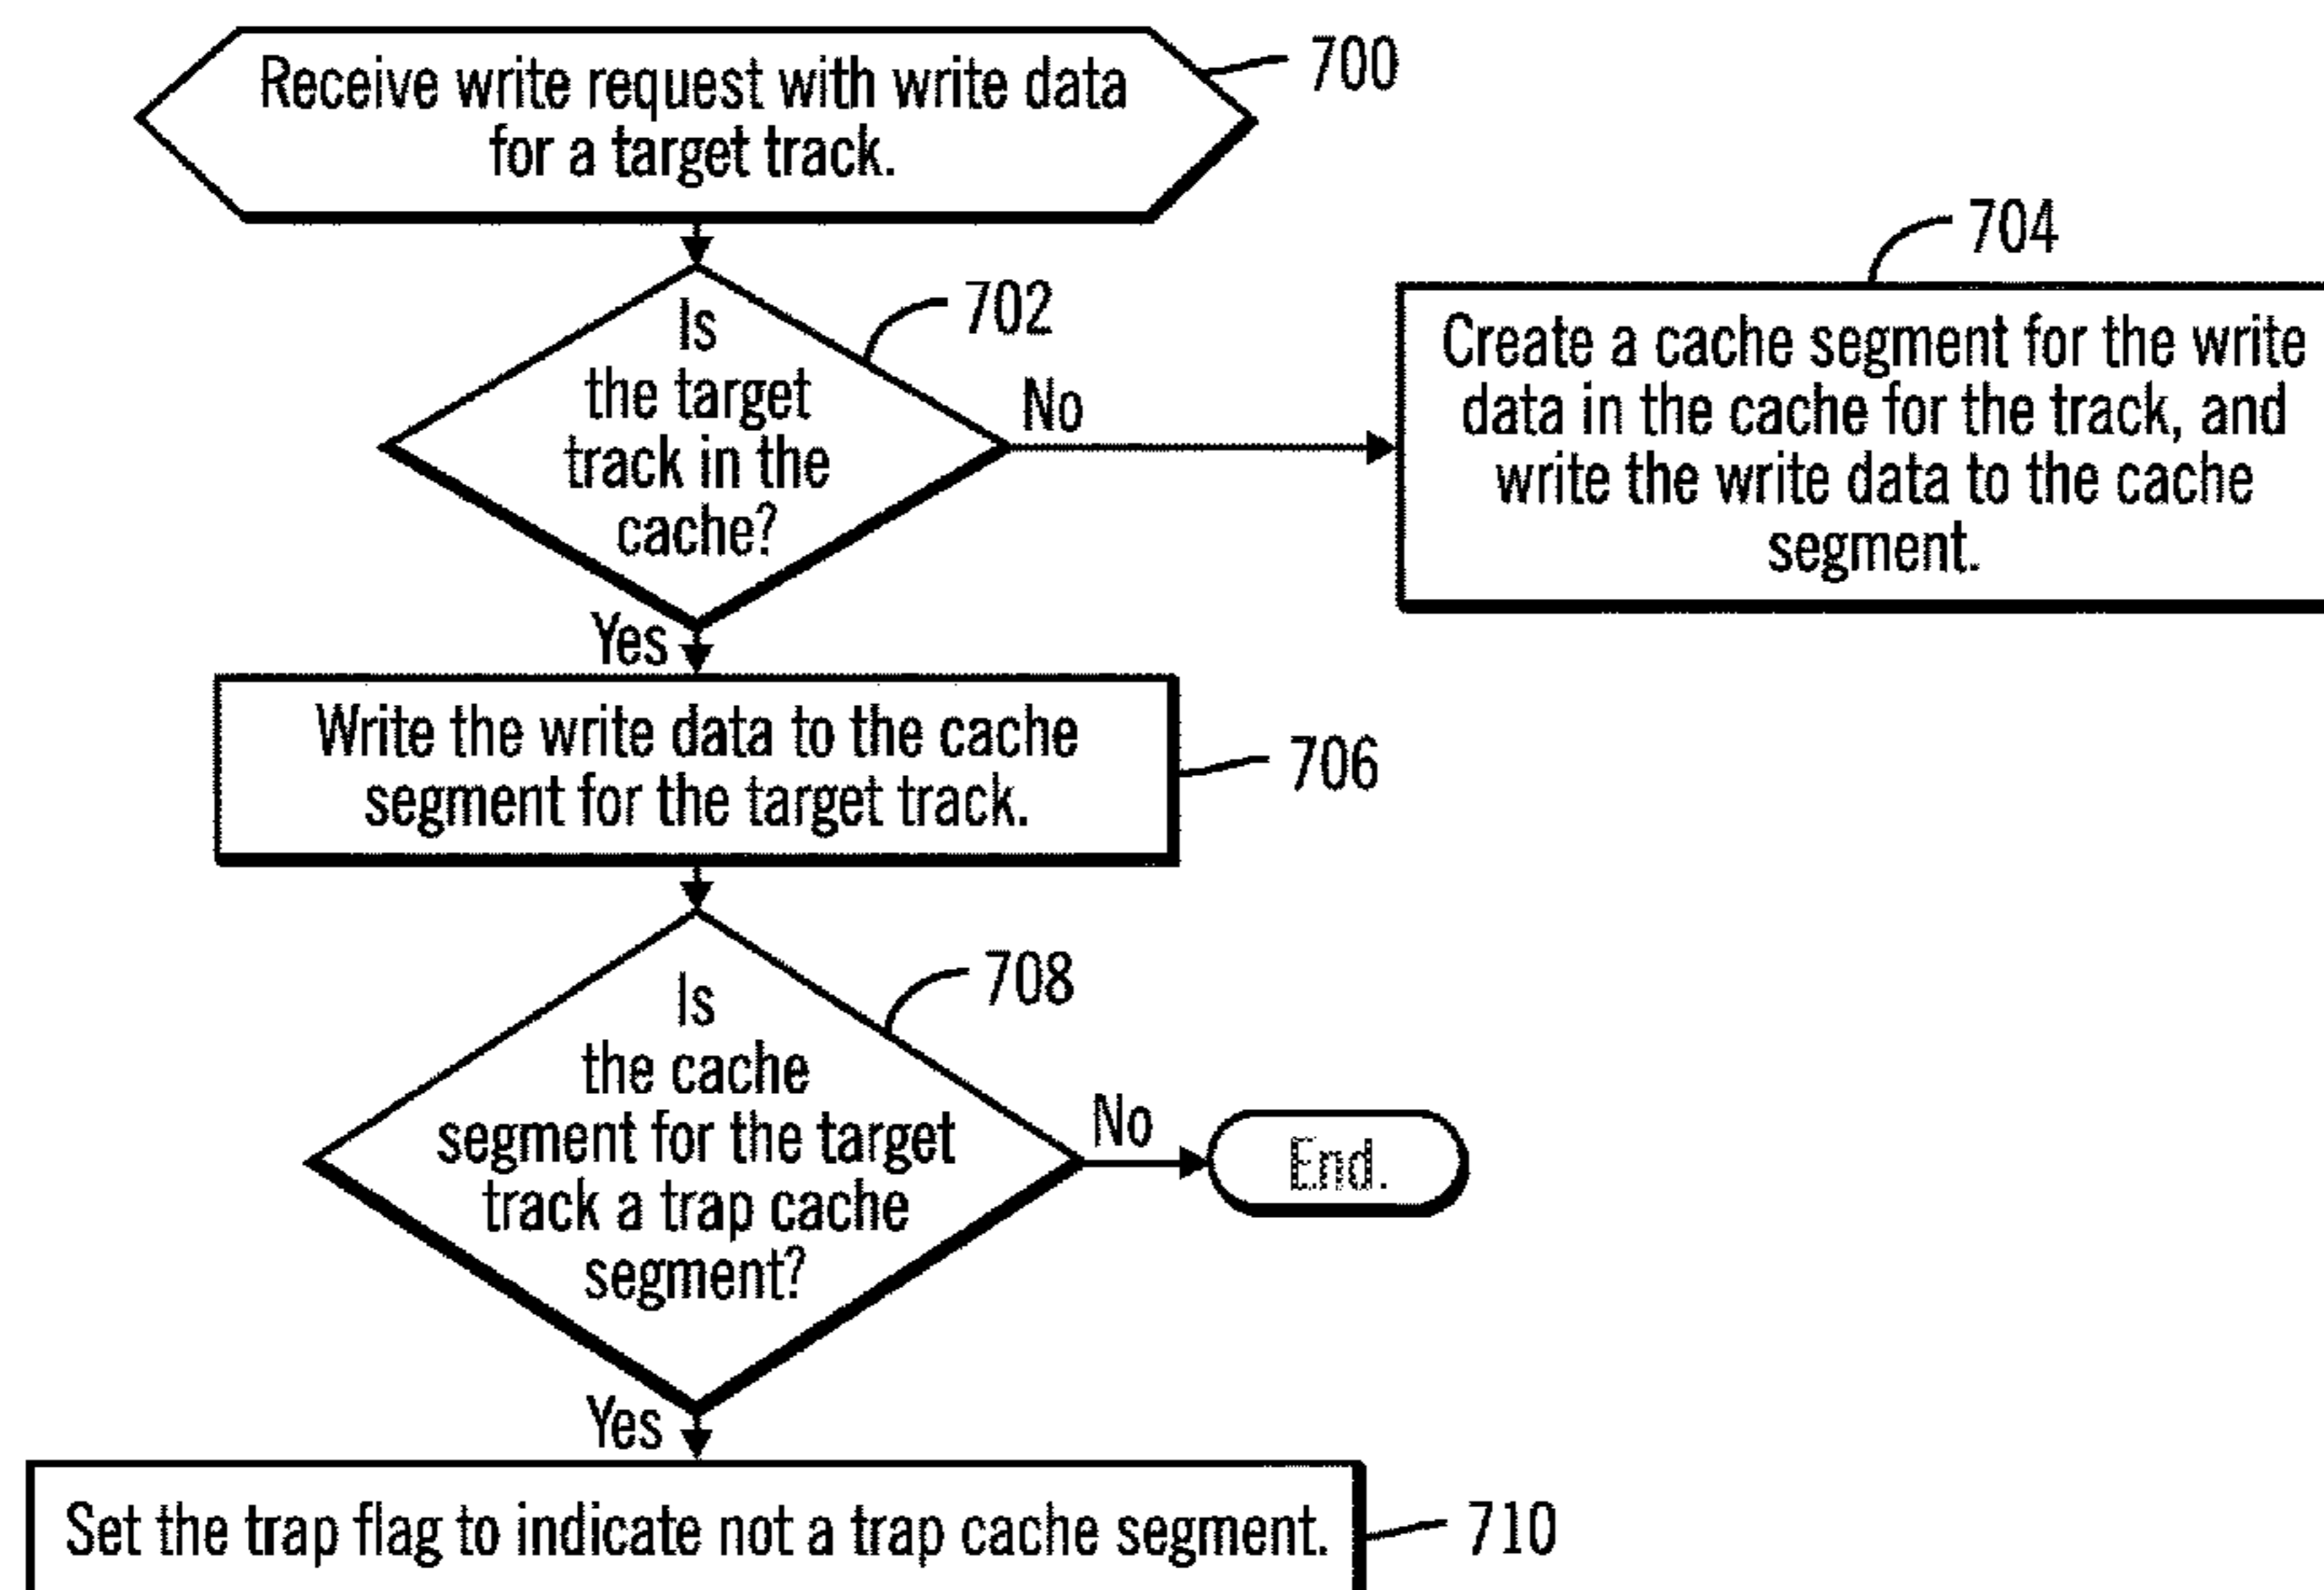 Receive write request with write data
for a target track.
700
Is
the target
track in the
cache?
702
No
704
Create a cache segment for the write
data in the cache for the track, and
write the write data to the cache
segment.
Yes
Write the write data to the cache
segment for the target track.
706
Is
the cache
segment for the target
track a trap cache
segment?
708
No
End.
Yes
Set the trap flag to indicate not a trap cache segment.
710